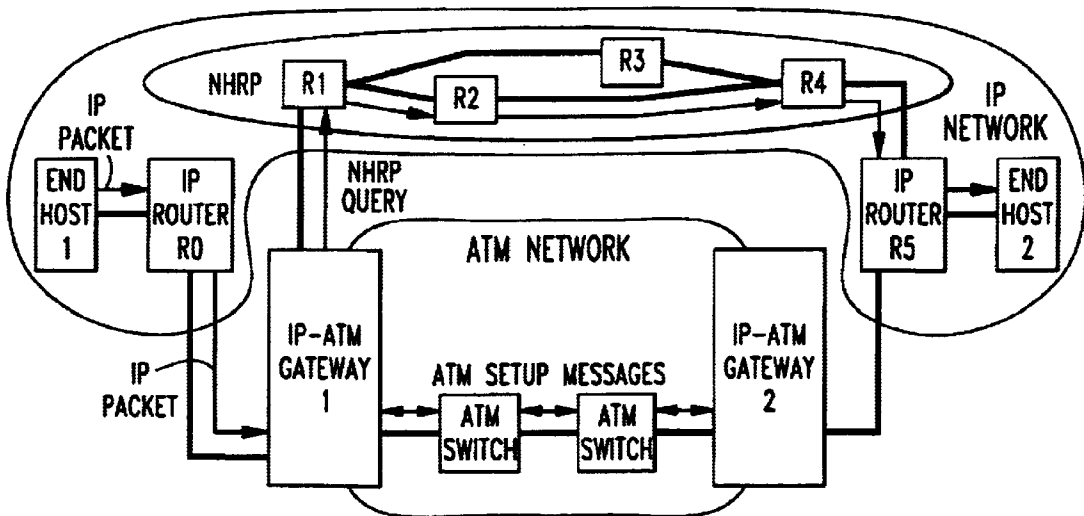 NHRP
R1
R2
R3
R4
IP
PACKET
IP
NETWORK
END
HOST
1
IP
ROUTER
R0
NHRP
QUERY
IP
ROUTER
R5
END
HOST
2
ATM NETWORK
IP-ATM
GATEWAY
1
IP-ATM
GATEWAY
2
IP
PACKET
ATM SETUP MESSAGES
ATM
SWITCH
ATM
SWITCH